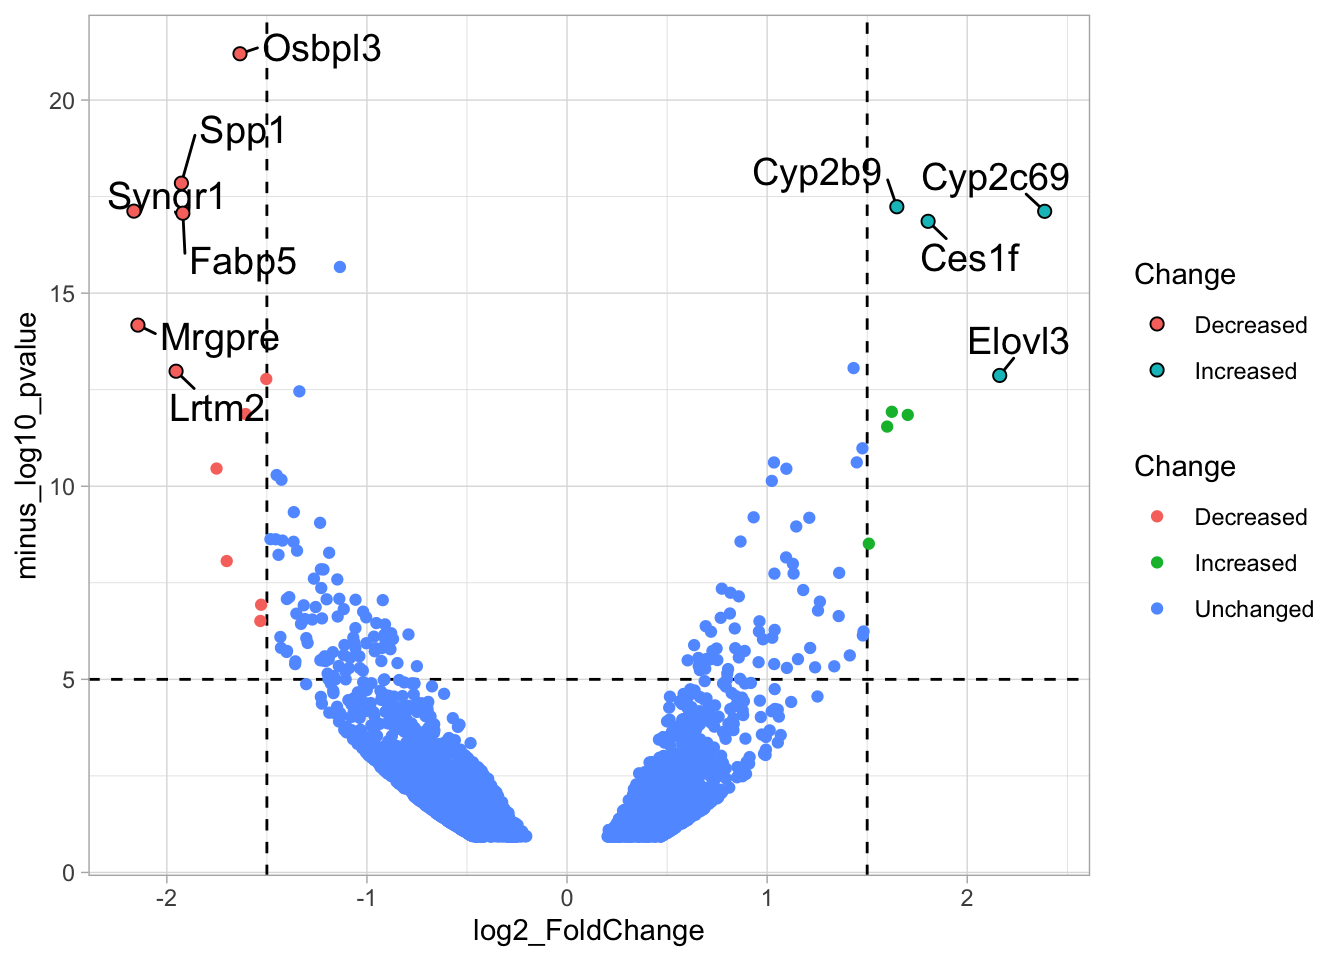 Osbpl3
Spp1
Syngr1
Fabp5
Mrgpre
Lrtm2
Cyp2b9
Cyp2c69
Ces1f
Elovl3
20
15
10
5
0
-2
-1
0
1
2
minus_log10_pvalue
log2_FoldChange
Change
Decreased
Increased
Change
Decreased
Increased
Unchanged